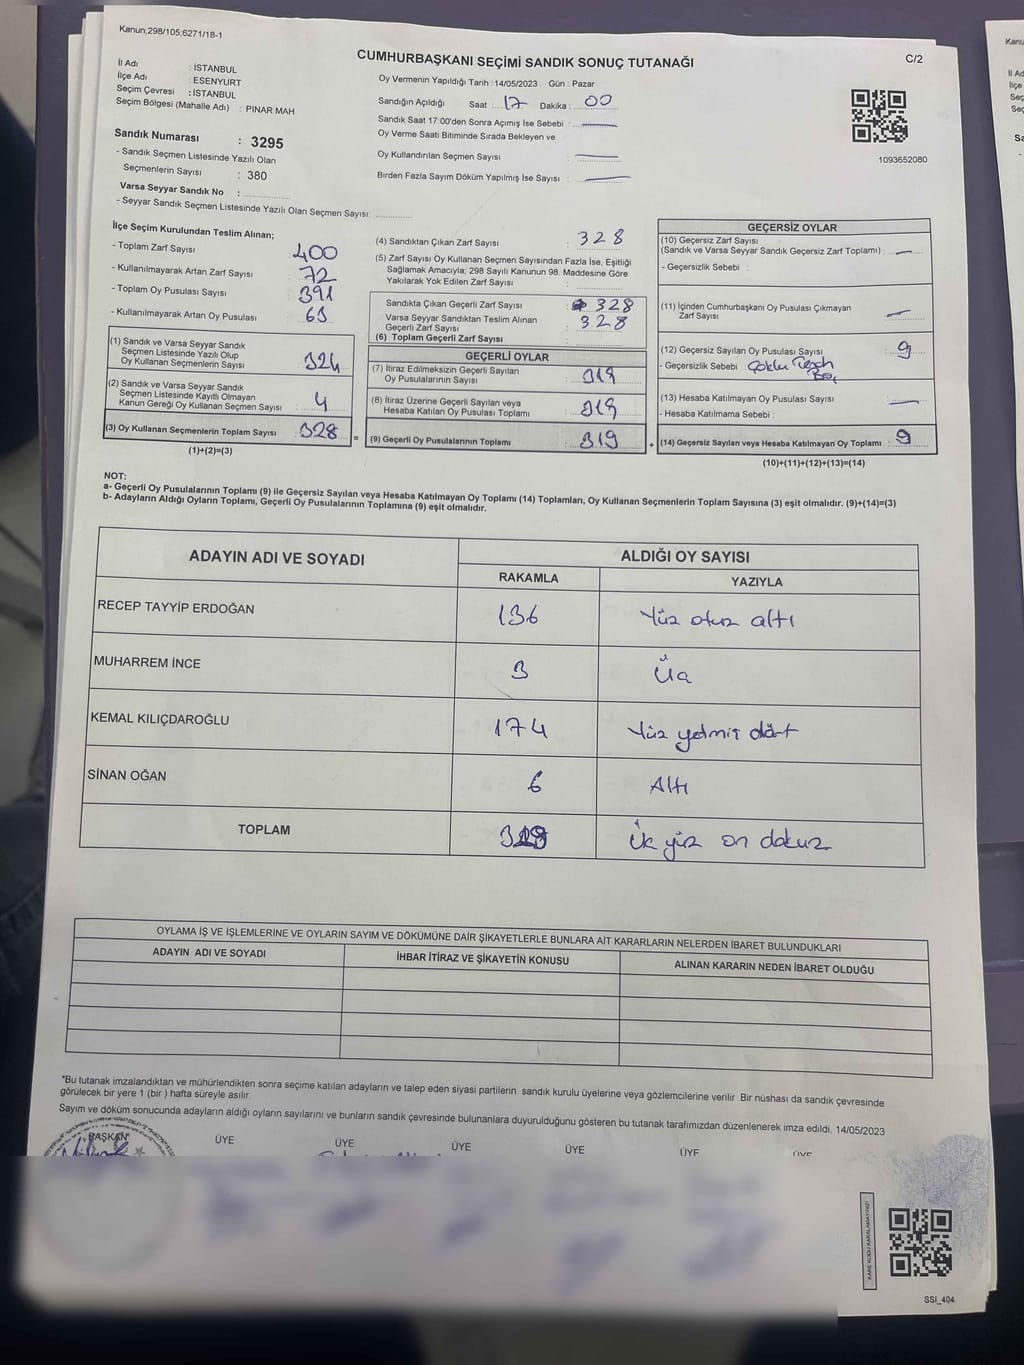 Kanun;298/105;6271/18-1
CUMHURBAŞKANI SEÇİMİ SANDIK SONUÇ TUTANAĞI
C/2
İl Adı : İSTANBUL
İlçe Adı : ESENYURT
Seçim Çevresi : İSTANBUL
Seçim Bölgesi (Mahalle Adı) : PINAR MAH
Sandık Numarası : 3295
- Sandık Seçmen Listesinde Yazılı Olan
Seçmenlerin Sayısı : 380
Varsa Seyyar Sandık No :
- Seyyar Sandık Seçmen Listesinde Yazılı Olan Seçmen Sayısı:
Oy Vermenin Yapıldığı Tarih : 14/05/2023 Gün : Pazar
Sandığın Açıldığı Saat : 17 Dakika : 00
Sandık Saat 17:00'den Sonra Açımış İse Sebebi :
Oy Verme Saati Bitiminde Sırada Bekleyen ve
Oy Kullandırılan Seçmen Sayısı :
Birden Fazla Sayım Döküm Yapılmış İse Sayısı :
1093652080
İlçe Seçim Kurulundan Teslim Alınan;
- Toplam Zarf Sayısı 400
- Kullanılmayarak Artan Zarf Sayısı : 72
- Toplam Oy Pusulası Sayısı : 391
- Kullanılmayarak Artan Oy Pusulası : 63
(1) Sandık ve Varsa Seyyar Sandık
Seçmen Listesinde Yazılı Olup
Oy Kullanan Seçmenlerin Sayısı : 324
(2) Sandık ve Varsa Seyyar Sandık
Seçmen Listesinde Kayıtlı Olmayan
Kanun Gereği Oy Kullanan Seçmen Sayısı : 4
(3) Oy Kullanan Seçmenlerin Toplam Sayısı : 328
(1)+(2)=(3)
(4) Sandıktan Çıkan Zarf Sayısı : 328
(5) Zarf Sayısı Oy Kullanan Seçmen Sayısından Fazla İse, Eşitliği
Sağlamak Amacıyla; 298 Sayılı Kanunun 98. Maddesine Göre
Yakılarak Yok Edilen Zarf Sayısı :
Sandıkta Çıkan Geçerli Zarf Sayısı : 328
Varsa Seyyar Sandıktan Teslim Alınan
Geçerli Zarf Sayısı : 328
(6) Toplam Geçerli Zarf Sayısı :
GEÇERLİ OYLAR
(7) İtiraz Edilmeksizin Geçerli Sayılan
Oy Pusulalarının Sayısı : 319
(8) İtiraz Üzerine Geçerli Sayılan veya
Hesaba Katılan Oy Pusulası Toplamı : 319
(9) Geçerli Oy Pusulalarının Toplamı : 319
=
+
GEÇERSİZ OYLAR
(10) Geçersiz Zarf Sayısı
(Sandık ve Varsa Seyyar Sandık Geçersiz Zarf Toplamı) :
- Geçersizlik Sebebi :
(11) İçinden Cumhurbaşkanı Oy Pusulası Çıkmayan
Zarf Sayısı :
(12) Geçersiz Sayılan Oy Pusulası Sayısı : 9
- Geçersizlik Sebebi Çoklu
(13) Hesaba Katılmayan Oy Pusulası Sayısı :
- Hesaba Katılmama Sebebi :
(14) Geçersiz Sayılan veya Hesaba Katılmayan Oy Toplamı : 9
(10)+(11)+(12)+(13)=(14)
NOT:
a- Geçerli Oy Pusulalarının Toplamı (9) ile Geçersiz Sayılan veya Hesaba Katılmayan Oy Toplamı (14) Toplamları, Oy Kullanan Seçmenlerin Toplam Sayısına (3) eşit olmalıdır. (9)+(14)=(3)
b- Adayların Aldığı Oyların Toplamı, Geçerli Oy Pusulalarının Toplamına (9) eşit olmalıdır.
ADAYIN ADI VE SOYADI
ALDIĞI OY SAYISI
RAKAMLA YAZIYLA
RECEP TAYYİP ERDOĞAN 136 Yüz otuz altı
MUHARREM İNCE 3 Üç
KEMAL KILIÇDAROĞLU 174 Yüz yetmiş dört
SİNAN OĞAN 6 Altı
TOPLAM 319 Üç yüz on dokuz
OYLAMA İŞ VE İŞLEMLERİNE VE OYLARIN SAYIM VE DÖKÜMÜNE DAİR ŞİKAYETLERLE BUNLARA AİT KARARLARIN NELERDEN İBARET BULUNDUKLARI
ADAYIN ADI VE SOYADI İHBAR İTİRAZ VE ŞİKAYETİN KONUSU ALINAN KARARIN NEDEN İBARET OLDUĞU
*Bu tutanak imzalandıktan ve mühürlendikten sonra seçime katılan adayların ve talep eden siyasi partilerin sandık kurulu üyelerine veya gözlemcilerine verilir .Bir nüshası da sandık çevresinde
görülecek bir yere 1 (bir ) hafta süreyle asılır.
Sayım ve döküm sonucunda adayların aldığı oyların sayılarını ve bunların sandık çevresinde bulunanlara duyurulduğunu gösteren bu tutanak tarafımızdan düzenlenerek imza edildi. 14/05/2023
BAŞKAN ÜYE ÜYE ÜYE ÜYE ÜYE ÜYE
KARE KODU KARALAMAYINIZ!
SSI_404